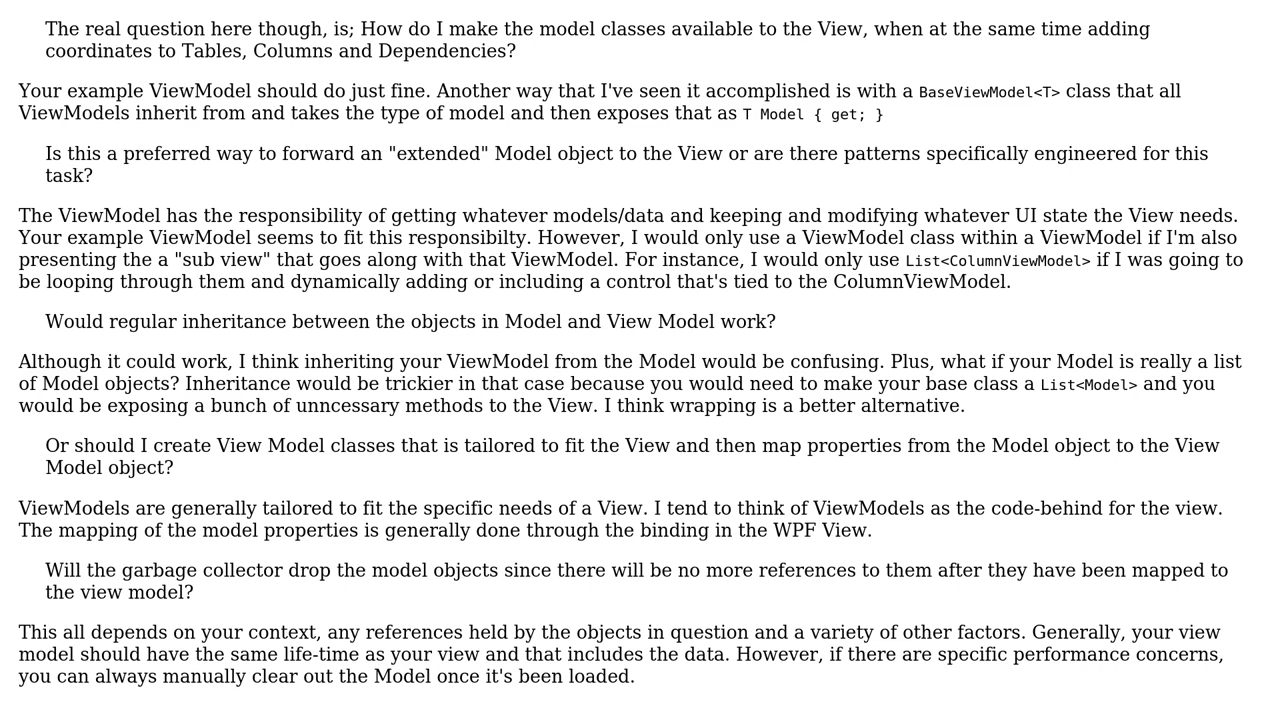 The real question here though, is; How do I make the model classes available to the View, when at the same time adding
coordinates to Tables, Columns and Dependencies?
Your example ViewModel should do just fine. Another way that I've seen it accomplished is with a BaseViewModel<T> class that all
ViewModels inherit from and takes the type of model and then exposes that as T Model { get; }
Is this a preferred way to forward an "extended" Model object to the View or are there patterns specifically engineered for this
task?
The ViewModel has the responsibility of getting whatever models/data and keeping and modifying whatever UI state the View needs.
Your example ViewModel seems to fit this responsibilty. However, I would only use a ViewModel class within a ViewModel if I'm also
presenting the a "sub view" that goes along with that ViewModel. For instance, I would only use List<ColumnViewModel> if I was going to
be looping through them and dynamically adding or including a control that's tied to the ColumnViewModel.
Would regular inheritance between the objects in Model and View Model work?
Although it could work, I think inheriting your ViewModel from the Model would be confusing. Plus, what if your Model is really a list
of Model objects? Inheritance would be trickier in that case because you would need to make your base class a List<Model> and you
would be exposing a bunch of unncessary methods to the View. I think wrapping is a better alternative.
Or should I create View Model classes that is tailored to fit the View and then map properties from the Model object to the View
Model object?
ViewModels are generally tailored to fit the specific needs of a View. I tend to think of ViewModels as the code-behind for the view.
The mapping of the model properties is generally done through the binding in the WPF View.
Will the garbage collector drop the model objects since there will be no more references to them after they have been mapped to
the view model?
This all depends on your context, any references held by the objects in question and a variety of other factors. Generally, your view
model should have the same life-time as your view and that includes the data. However, if there are specific performance concerns,
you can always manually clear out the Model once it's been loaded.